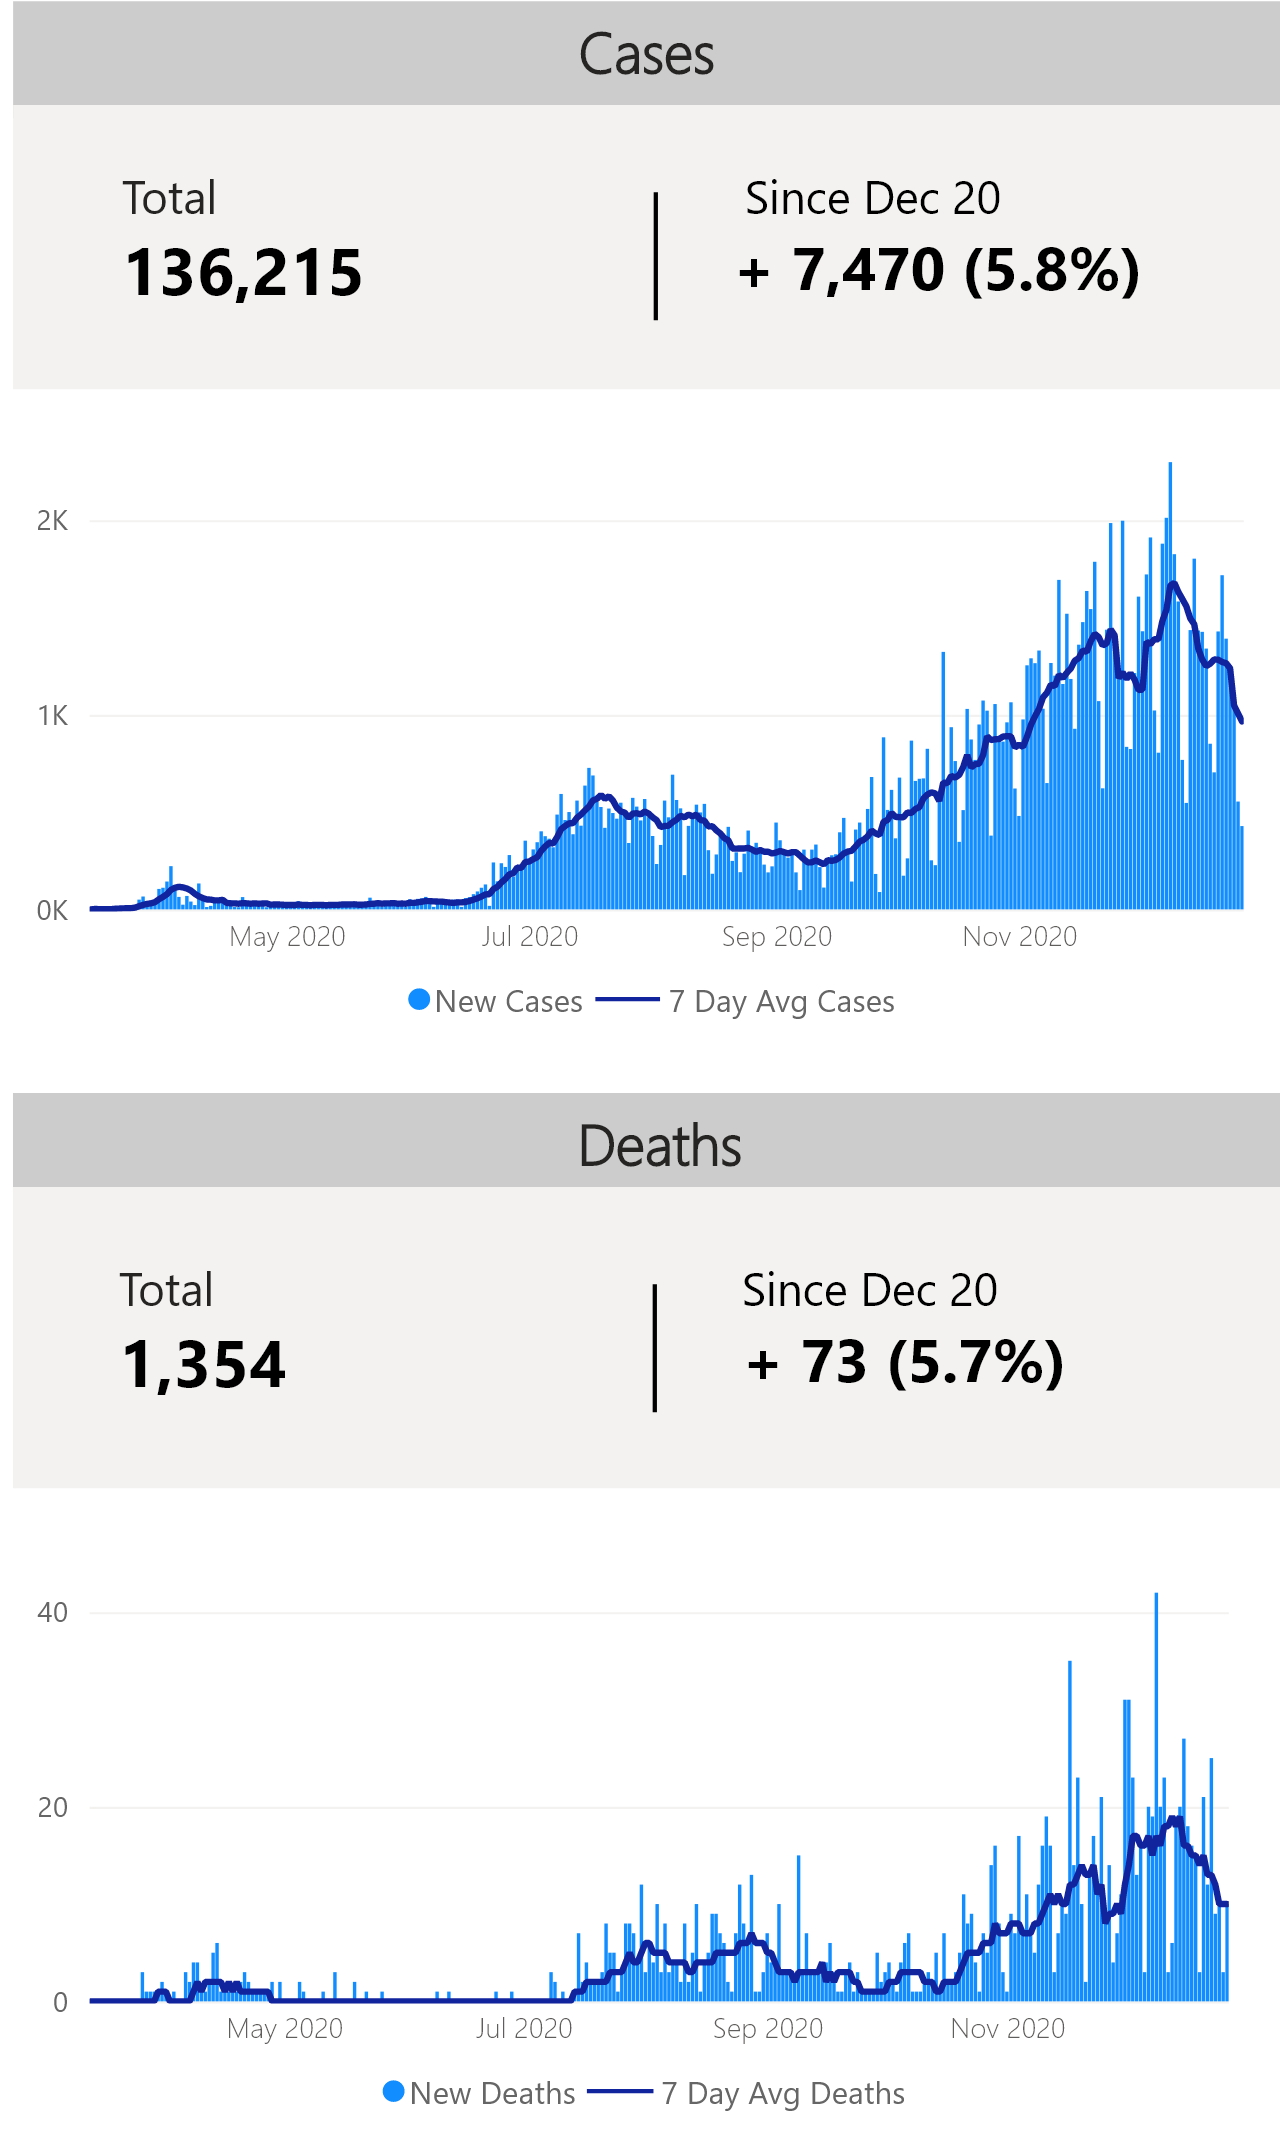 Cases
Total
Since Dec 20
136,215
+ 7,470 (5.8%)
2K
1K
0K
May 2020
Jul 2020
Sep 2020
Nov 2020
New Cases
7 Day Avg Cases
Deaths
Total
Since Dec 20
1,354
+ 73 (5.7%)
40
20
0
May 2020
Jul 2020
Sep 2020
Nov 2020
New Deaths
7 Day Avg Deaths